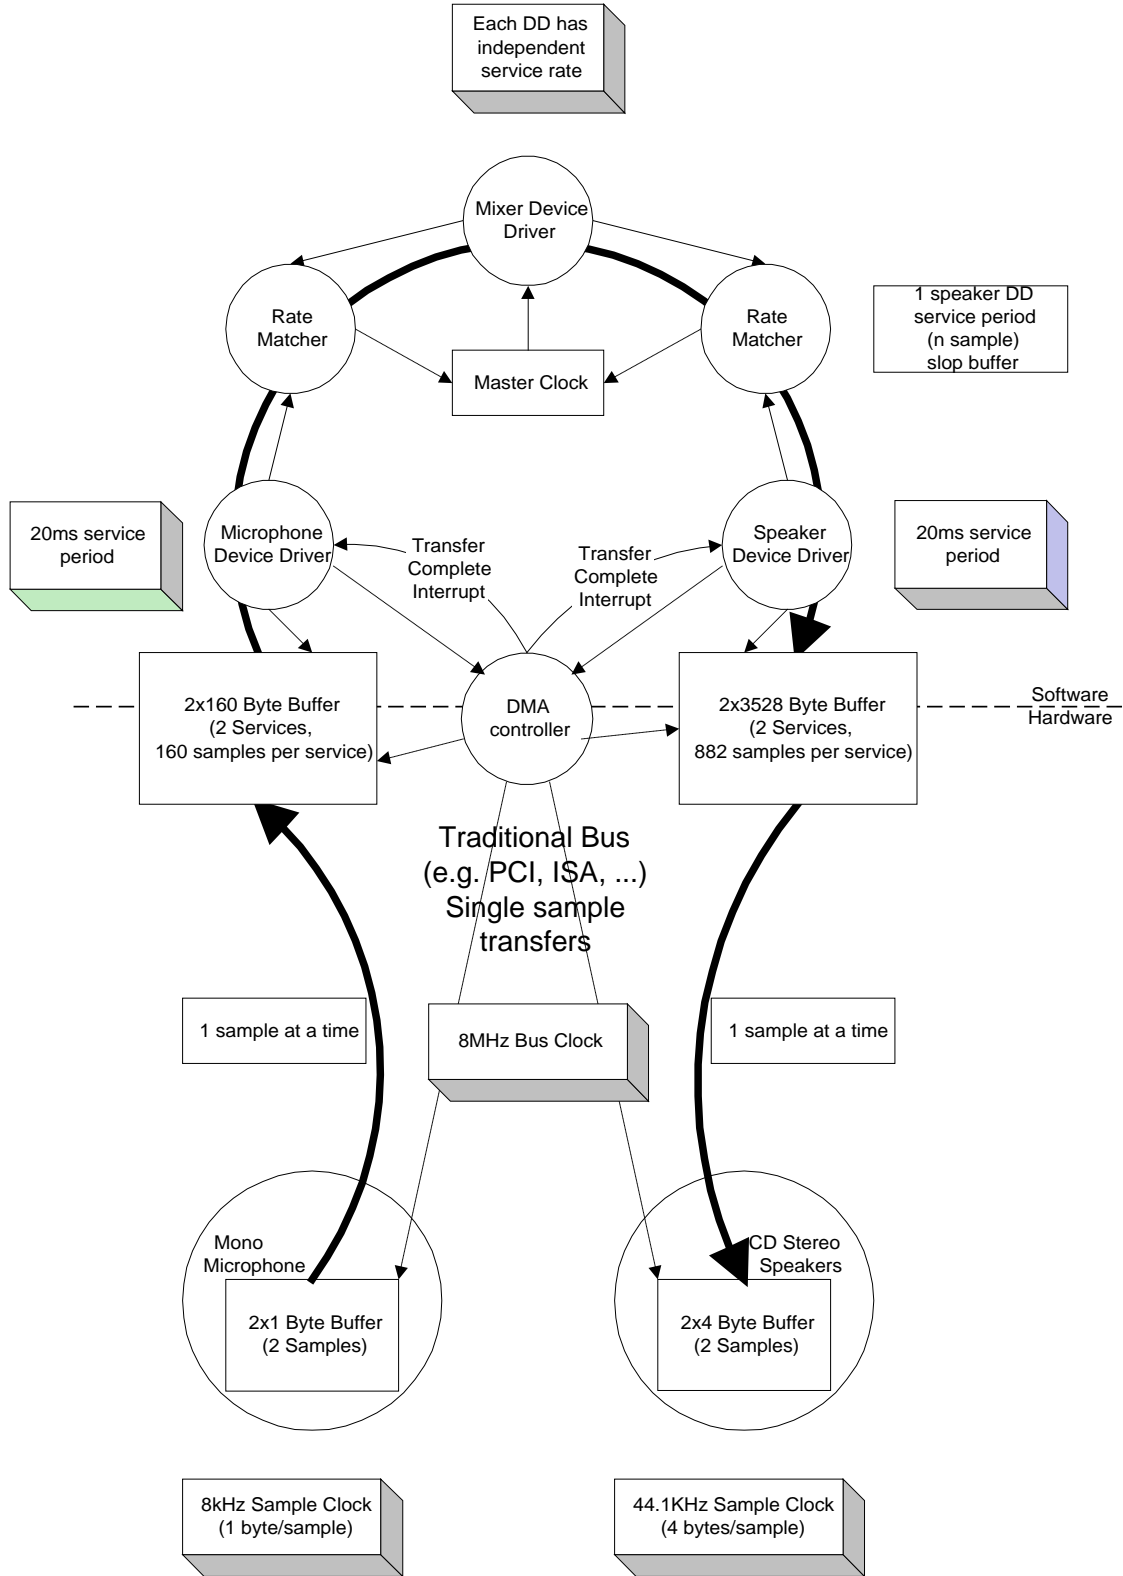 Each DD has
independent
service rate
Mixer Device
Driver
Rate
Matcher
Rate
Matcher
1 speaker DD
service period
(n sample)
slop buffer
Master Clock
20ms service
period
Microphone
Device Driver
Transfer
Complete
Interrupt
Transfer
Complete
Interrupt
Speaker
Device Driver
20ms service
period
2x160 Byte Buffer
(2 Services,
160 samples per service)
DMA
controller
2x3528 Byte Buffer
(2 Services,
882 samples per service)
Software
Hardware
Traditional Bus
(e.g. PCI, ISA, ...)
Single sample
transfers
1 sample at a time
8MHz Bus Clock
1 sample at a time
Mono
Microphone
2x1 Byte Buffer
(2 Samples)
CD Stereo
Speakers
2x4 Byte Buffer
(2 Samples)
8kHz Sample Clock
(1 byte/sample)
44.1KHz Sample Clock
(4 bytes/sample)